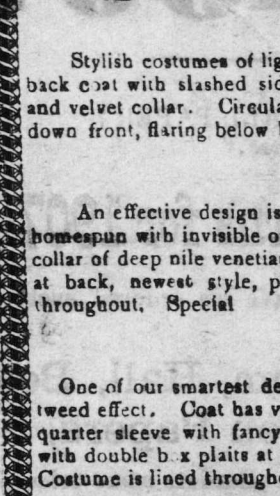 Stylish costumes of lig
back coat with slashed sid
and velvet collar. Circula
down front, flaring below
An effective design is
homespun with invisible o
collar of deep nile venetia
at back, newest style, p
throughout. Special
One of our smartest de
tweed effect. Coat has v
quarter sleeve with fancy
with double box plaits at
Costume is lined through